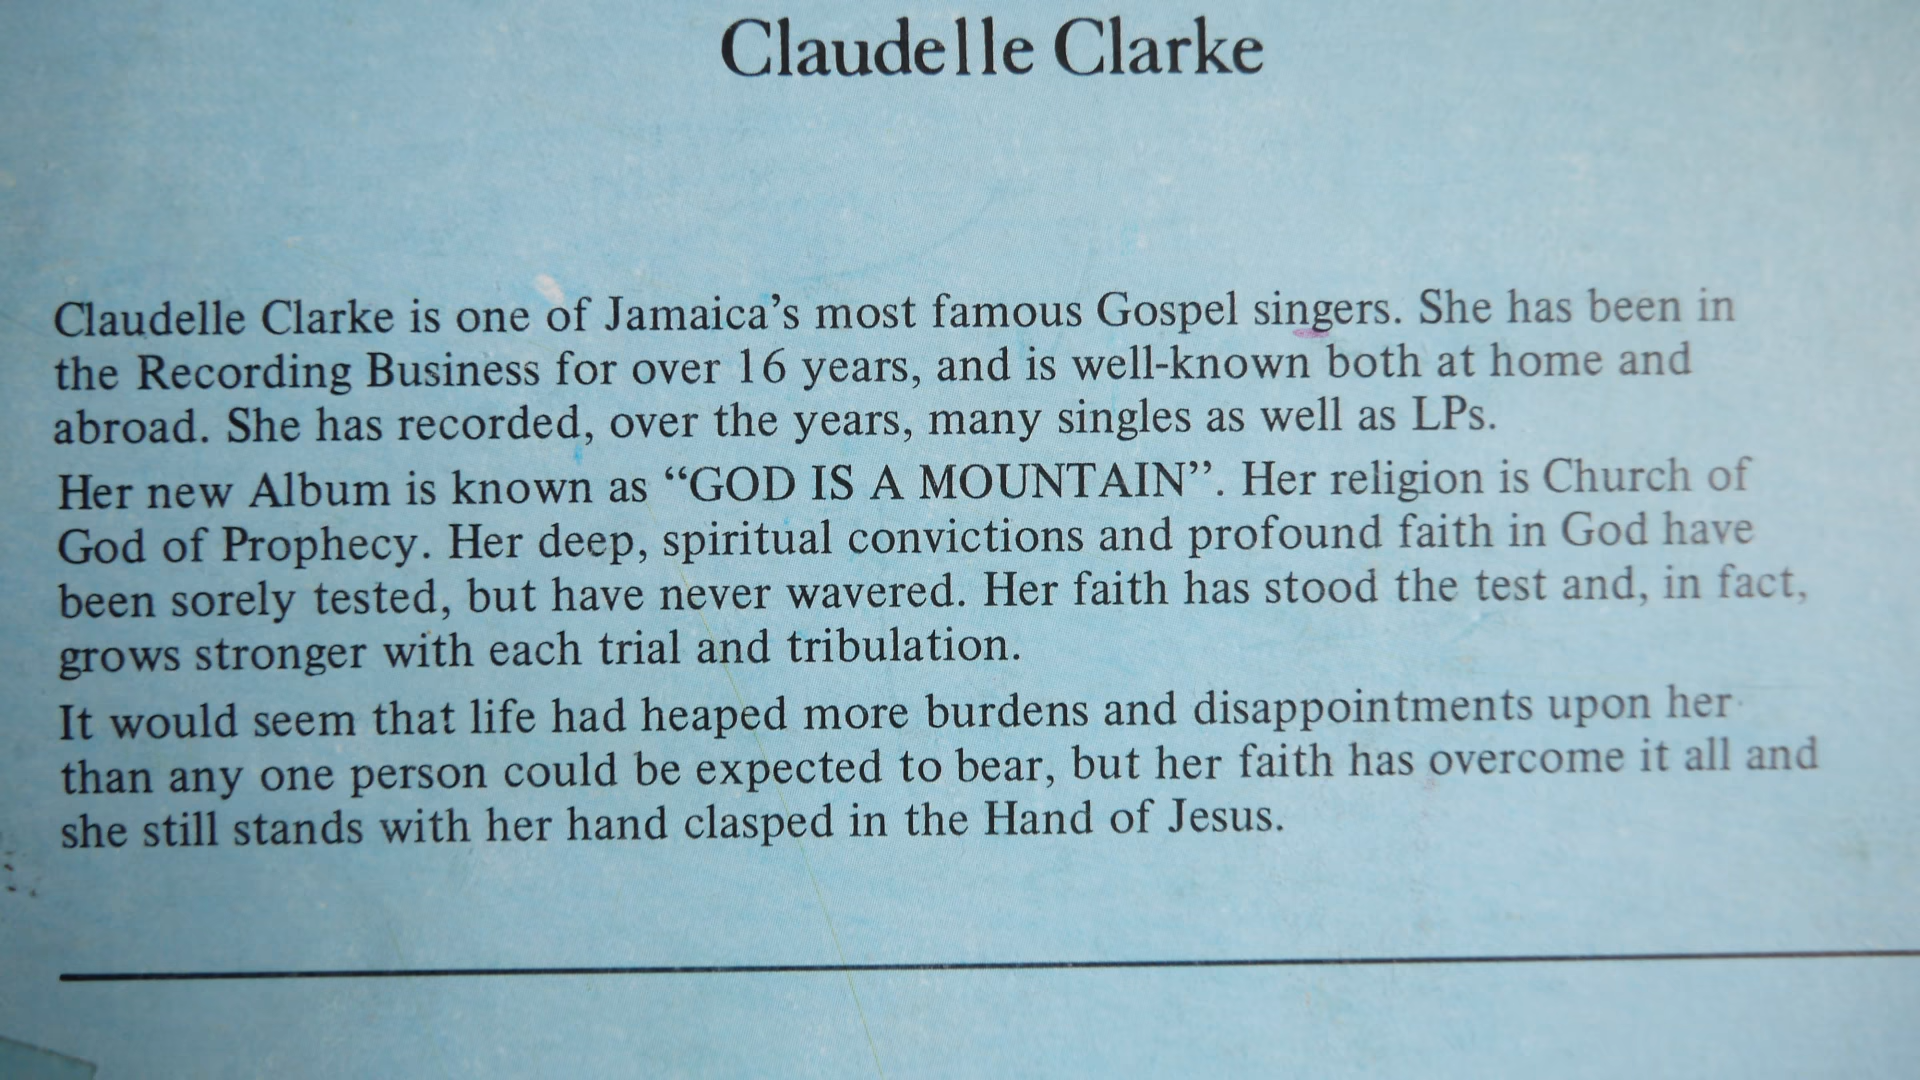 Claudelle Clarke
Claudelle Clarke is one of Jamaica’s most famous Gospel singers. She has been in
the Recording Business for over 16 years, and is well-known both at home and
abroad. She has recorded, over the years, many singles as well as LPs.
Her new Album is known as “GOD IS A MOUNTAIN”. Her religion is Church of
God of Prophecy. Her deep, spiritual convictions and profound faith in God have
been sorely tested, but have never wavered. Her faith has stood the test and, in fact,
grows stronger with each trial and tribulation.
It would seem that life had heaped more burdens and disappointments upon her
than any one person could be expected to bear, but her faith has overcome it all and
she still stands with her hand clasped in the Hand of Jesus.